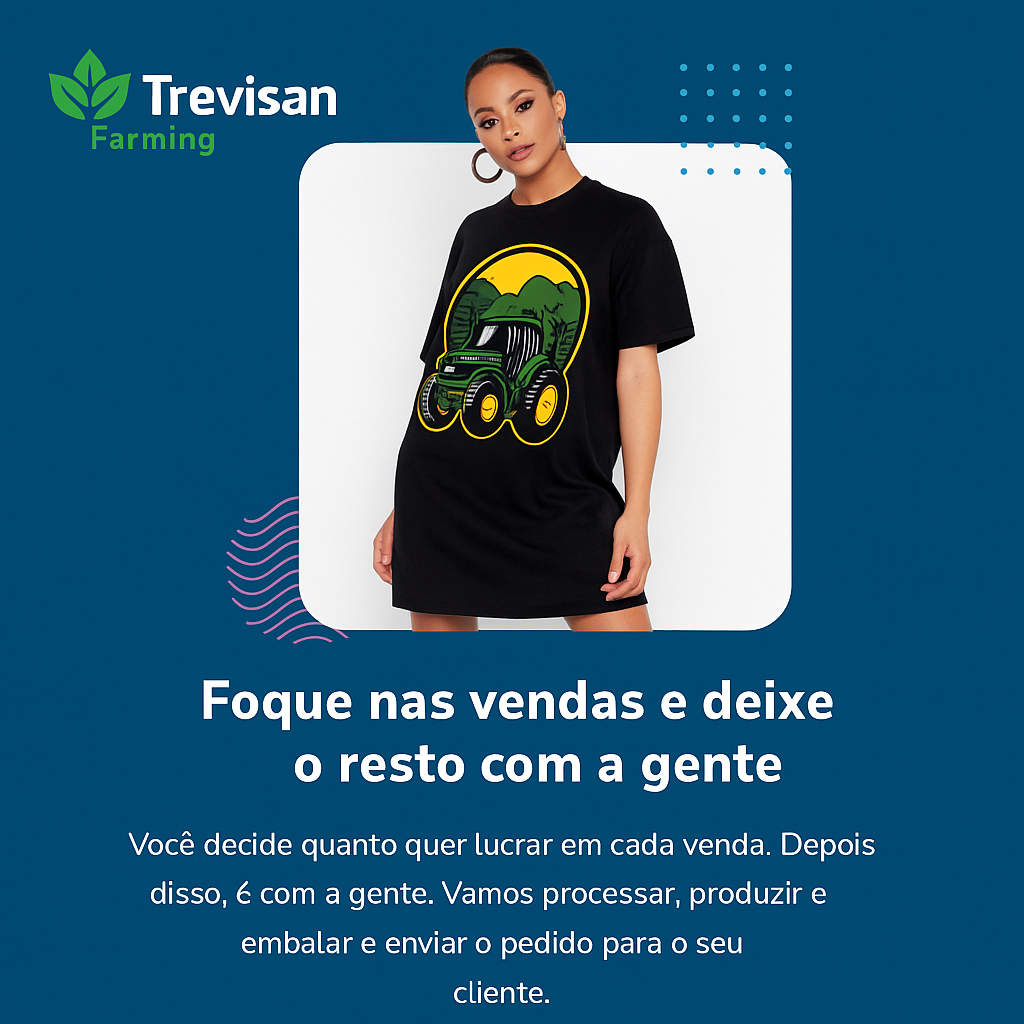 Trevisan
Farming
Foque nas vendas e deixe
o resto com a gente
Você decide quanto quer lucrar em cada venda. Depois
disso, é com a gente. Vamos processar, produzir e
embalar e enviar o pedido para o seu
cliente.